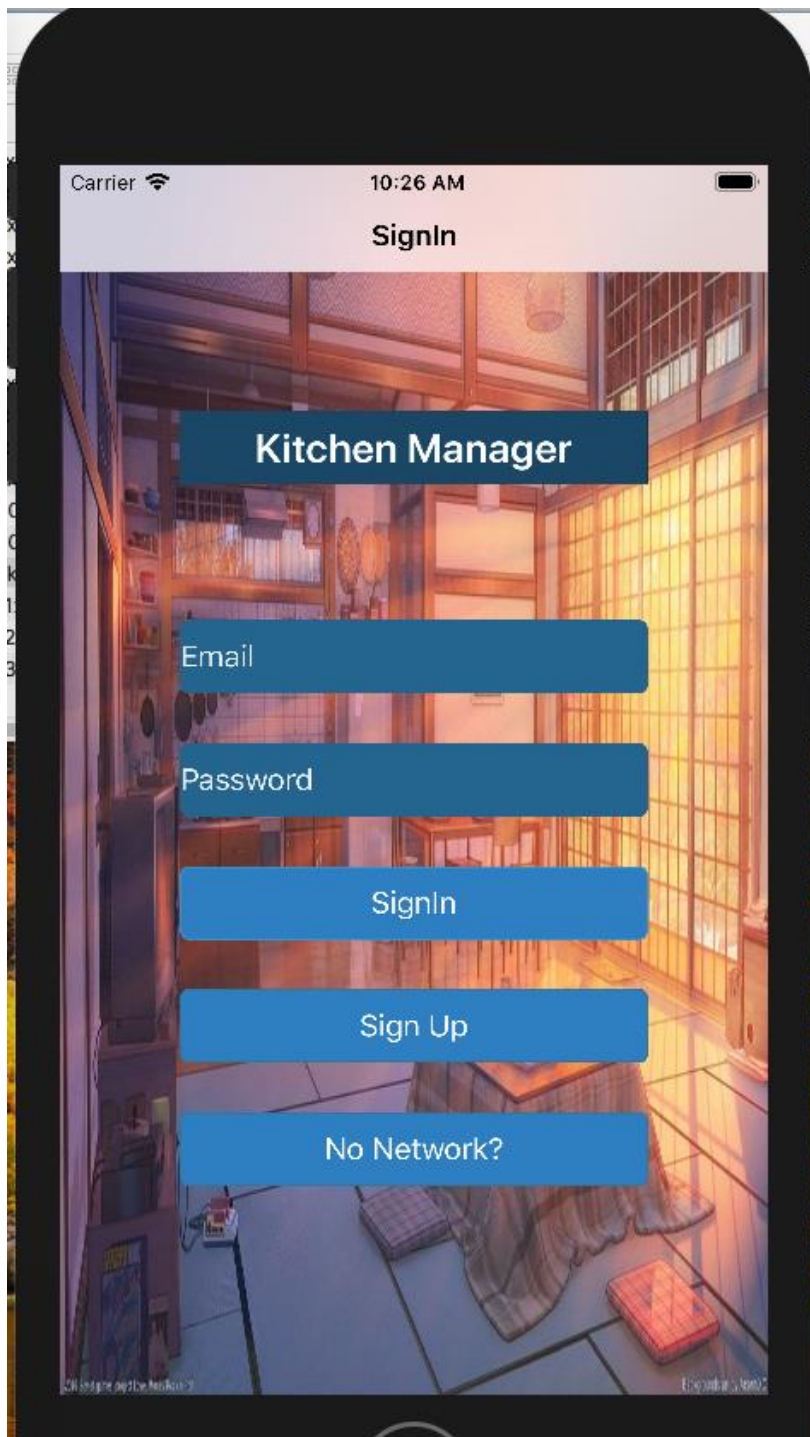 Carrier
10:26 AM
SignIn
Kitchen Manager
Email
Password
SignIn
Sign Up
No Network?